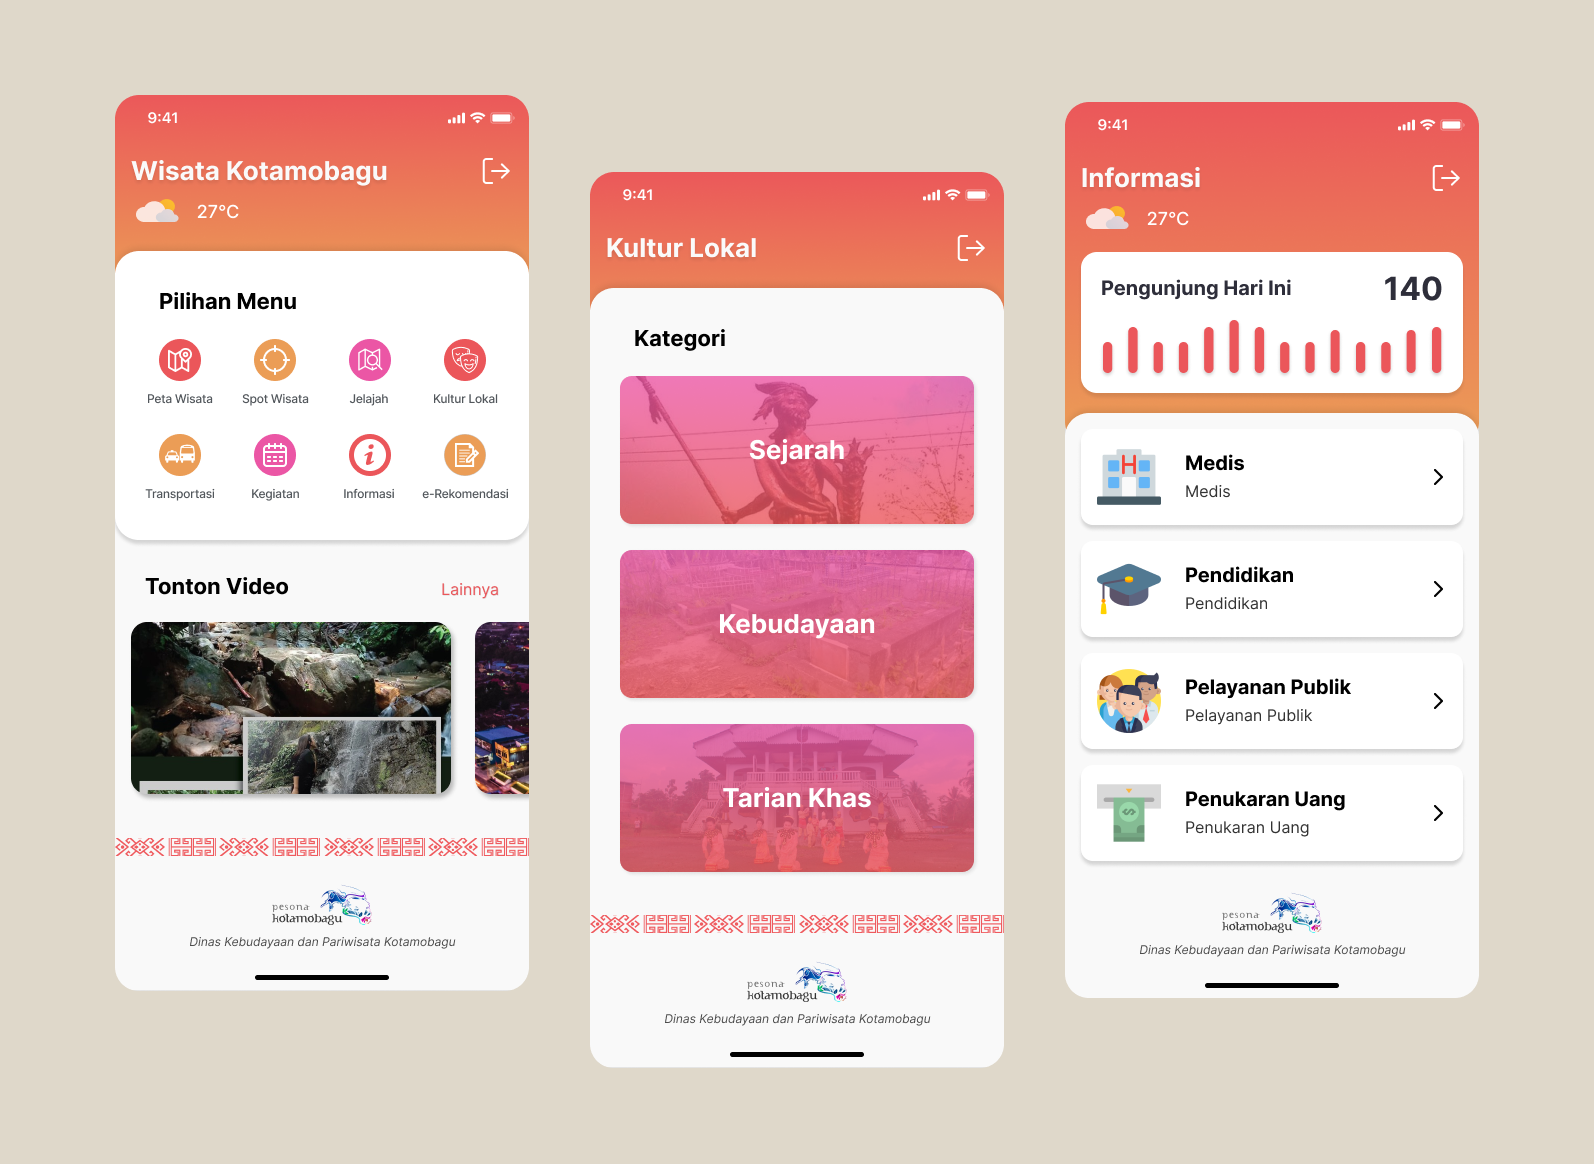 9:41
Wisata Kotamobagu
27°C
Pilihan Menu
Peta Wisata
Spot Wisata
Jelajah
Kultur Lokal
Transportasi
Kegiatan
Informasi
e-Rekomendasi
Tonton Video
Lainnya
pesona
kotamobagu
Dinas Kebudayaan dan Pariwisata Kotamobagu
9:41
Kultur Lokal
Kategori
Sejarah
Kebudayaan
Tarian Khas
pesona
kotamobagu
Dinas Kebudayaan dan Pariwisata Kotamobagu
9:41
Informasi
27°C
Pengunjung Hari Ini
140
H
Medis
Medis
Pendidikan
Pendidikan
Pelayanan Publik
Pelayanan Publik
Penukaran Uang
Penukaran Uang
pesona
kotamobagu
Dinas Kebudayaan dan Pariwisata Kotamobagu